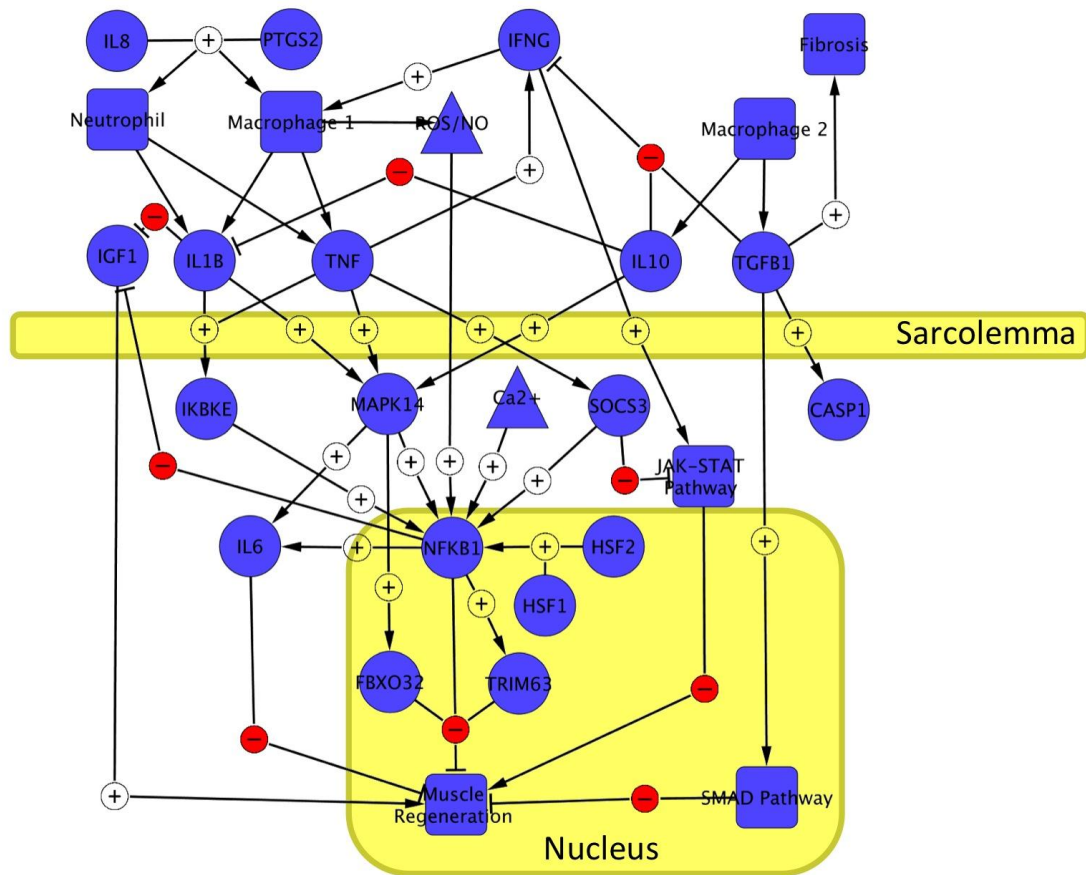 IL8
+
PTGS2
IFNG
Fibrosis
+
Neutrophil
Macrophage 1
ROS/NO
Macrophage 2
−
−
+
−
+
IGF1
IL1B
TNF
IL10
TGFB1
+
+
+
+
+
+
+
Sarcolemma
IKBKE
MAPK14
Ca2+
SOCS3
CASP1
−
+
+
+
+
+
−
JAK-STAT
Pathway
+
IL6
+
NFKB1
+
HSF2
+
+
+
HSF1
FBXO32
TRIM63
−
−
−
+
Muscle
Regeneration
−
SMAD Pathway
Nucleus